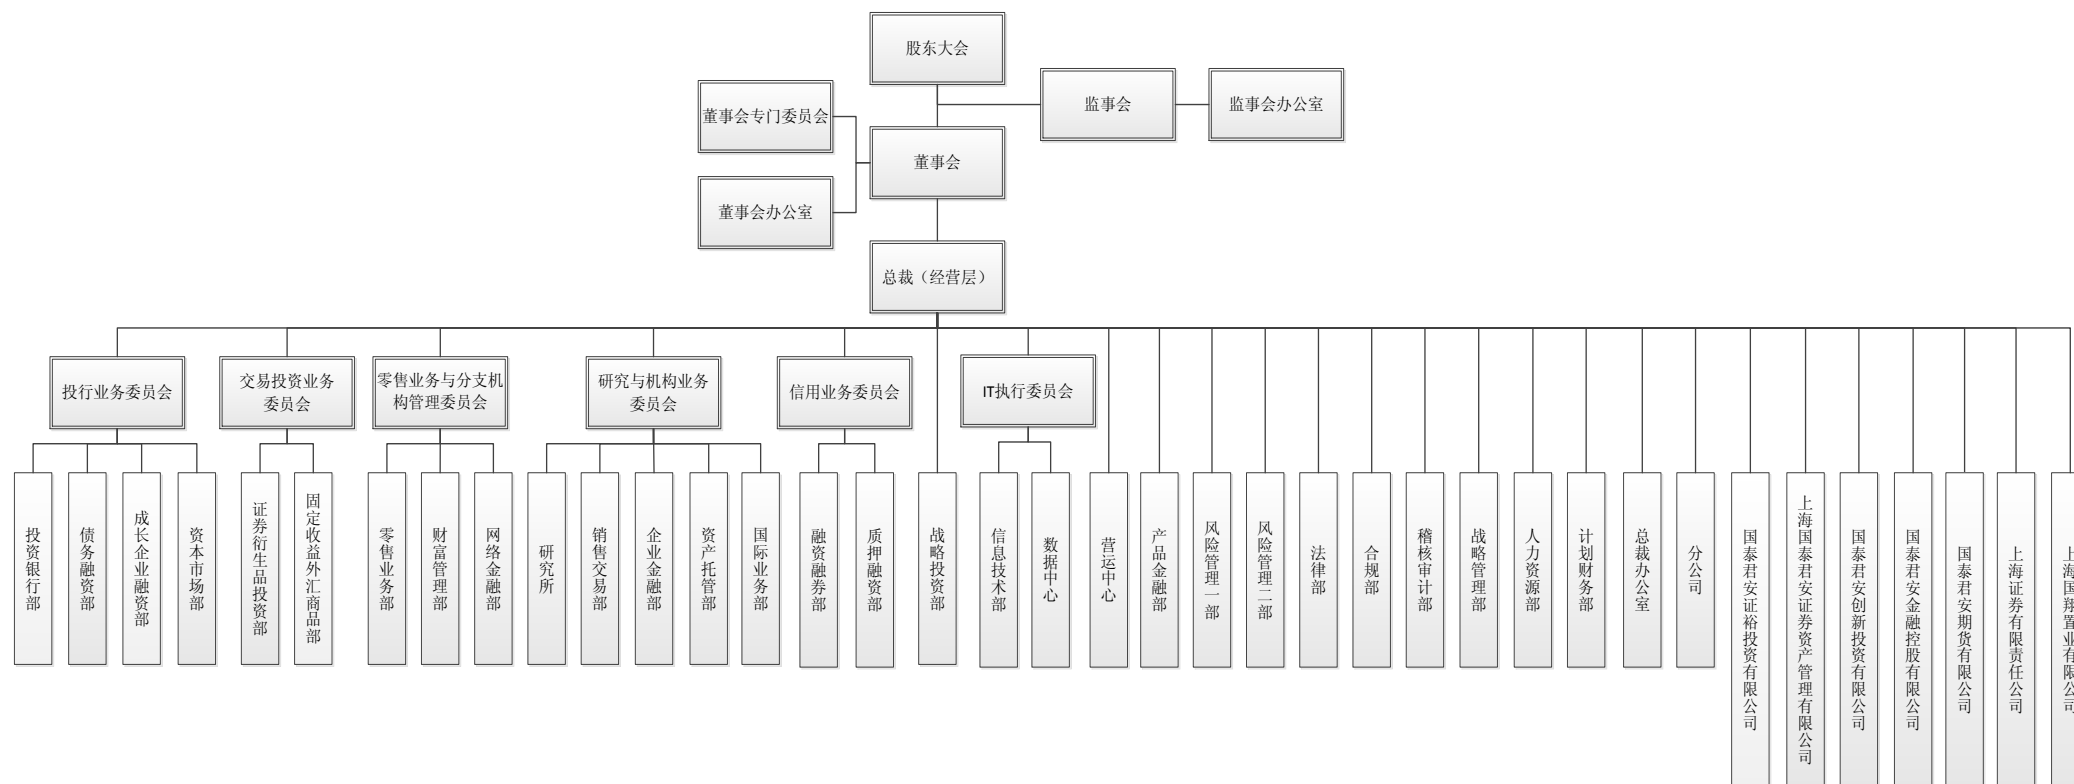 股东大会
监事会
监事会办公室
董事会专门委员会
董事会
董事会办公室
总裁（经营层）
投行业务委员会
交易投资业务
委员会
零售业务与分支机
构管理委员会
研究与机构业务
委员会
信用业务委员会
IT执行委员会
投资银行部
债务融资部
成长企业融资部
资本市场部
证券衍生品投资部
固定收益外汇商品部
零售业务部
财富管理部
网络金融部
研究所
销售交易部
企业金融部
资产托管部
国际业务部
融资融券部
质押融资部
战略投资部
信息技术部
数据中心
营运中心
产品金融部
风险管理一部
风险管理二部
法律部
合规部
稽核审计部
战略管理部
人力资源部
计划财务部
总裁办公室
分公司
国泰君安证裕投资有限公司
上海国泰君安证券资产管理有限公司
国泰君安创新投资有限公司
国泰君安金融控股有限公司
国泰君安期货有限公司
上海证券有限责任公司
上海国翔置业有限公司